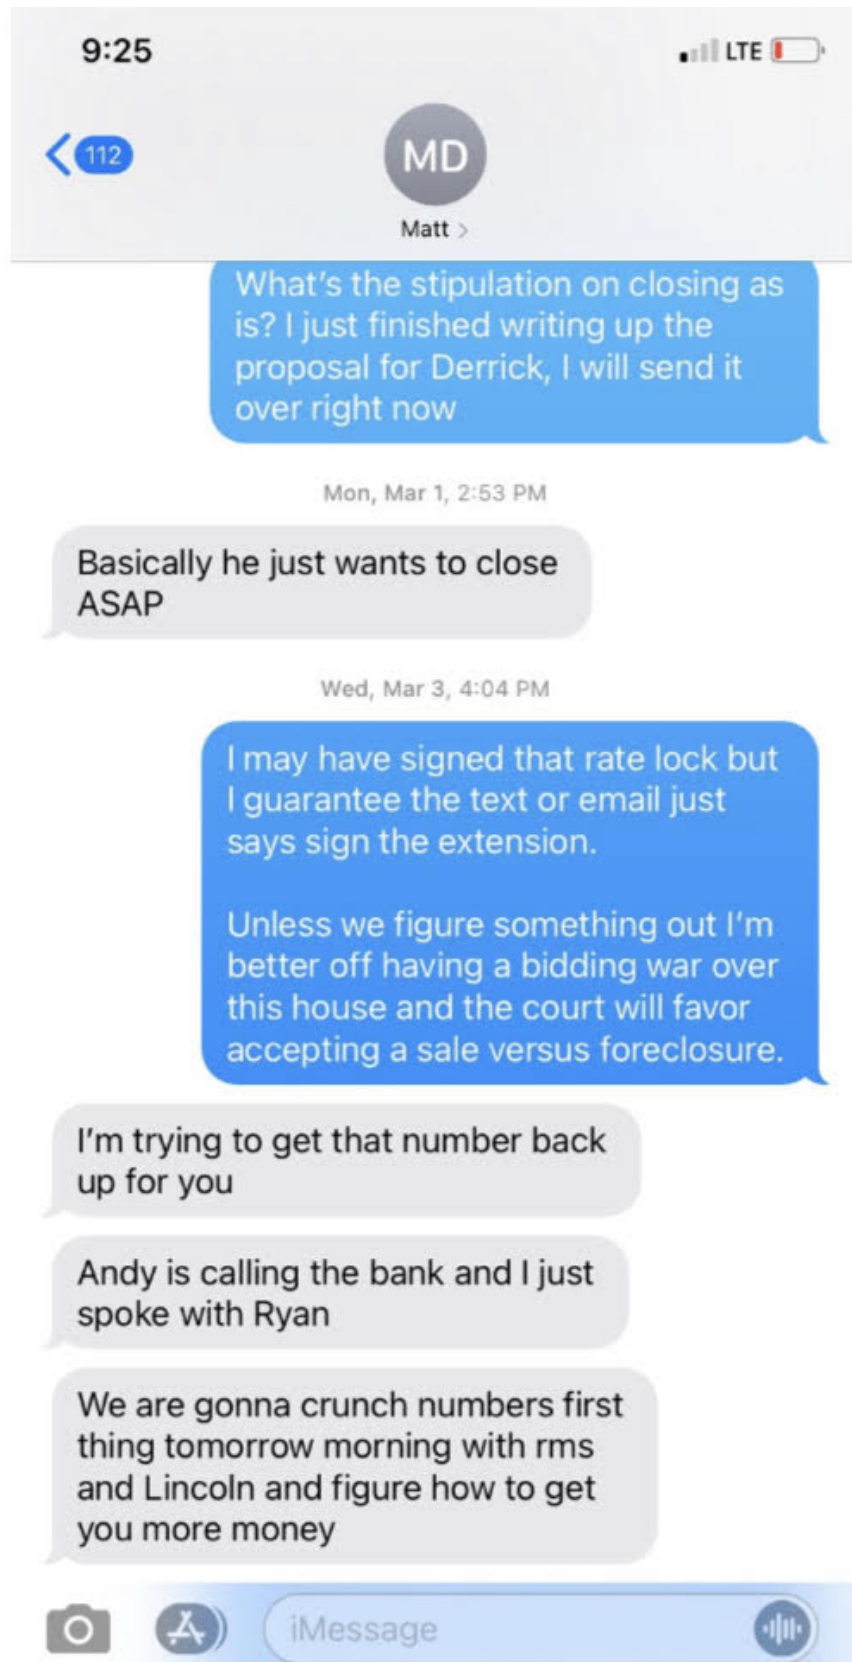 9:25
LTE
112
MD
Matt >
What's the stipulation on closing as
is? I just finished writing up the
proposal for Derrick, I will send it
over right now
Mon, Mar 1, 2:53 PM
Basically he just wants to close
ASAP
Wed, Mar 3, 4:04 PM
I may have signed that rate lock but
I guarantee the text or email just
says sign the extension.
Unless we figure something out I'm
better off having a bidding war over
this house and the court will favor
accepting a sale versus foreclosure.
I'm trying to get that number back
up for you
Andy is calling the bank and I just
spoke with Ryan
We are gonna crunch numbers first
thing tomorrow morning with rms
and Lincoln and figure how to get
you more money
iMessage